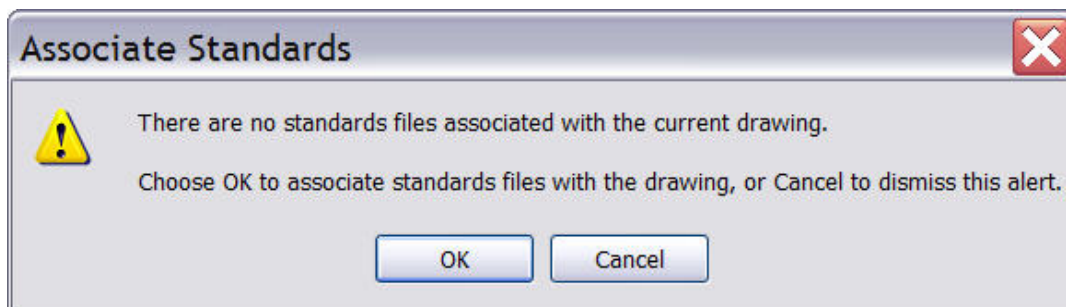 Associate Standards
There are no standards files associated with the current drawing.
Choose OK to associate standards files with the drawing, or Cancel to dismiss this alert.
OK
Cancel